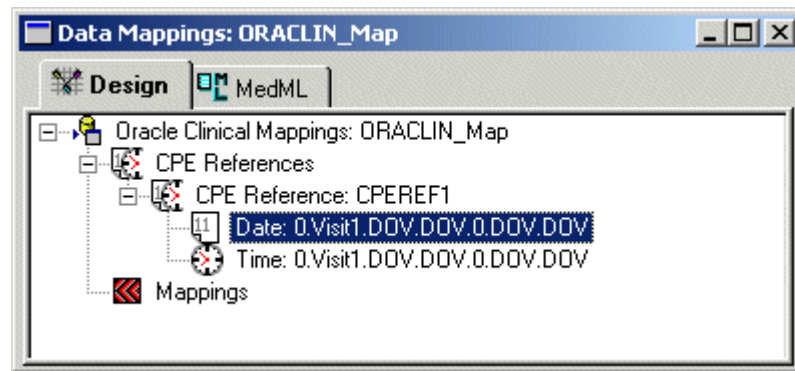 Data Mappings: ORACLIN_Map
Design MedML
Oracle Clinical Mappings: ORACLIN_Map
CPE References
CPE Reference: CPEREF1
11 Date: 0.Visit1.DOV.DOV.0.DOV.DOV
Time: 0.Visit1.DOV.DOV.0.DOV.DOV
Mappings